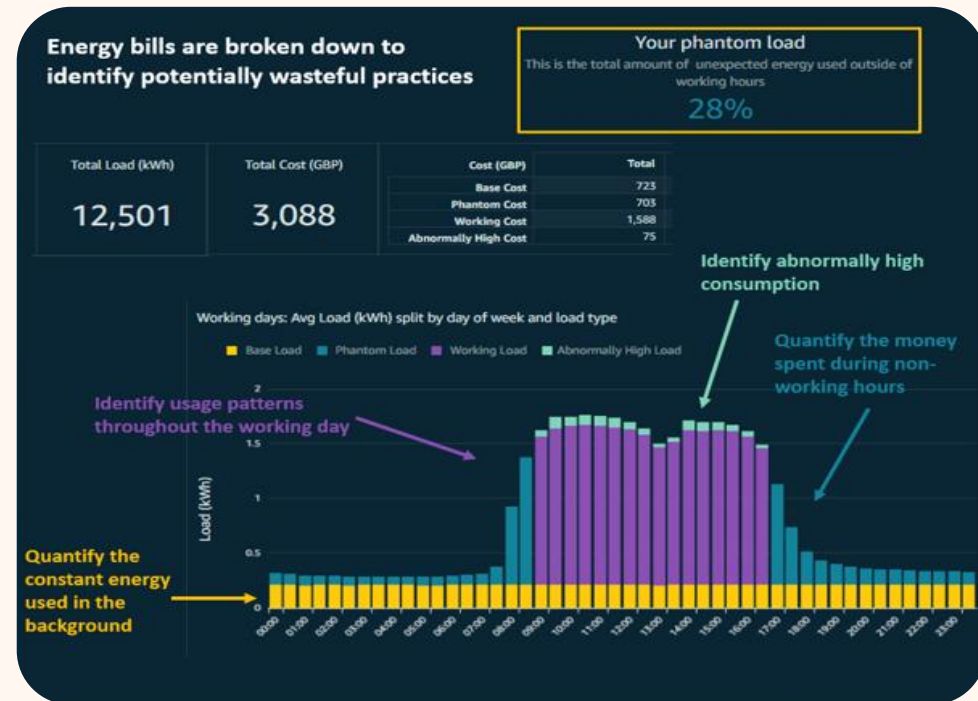 Energy bills are broken down to
identify potentially wasteful practices
Your phantom load
This is the total amount of unexpected energy used outside of
working hours
28%
Total Load (kWh)
12,501
Total Cost (GBP)
3,088
Cost (GBP) Total
Base Cost 723
Phantom Cost 703
Working Cost 1,588
Abnormally High Cost 75
Identify abnormally high
consumption
Working days: Avg Load (kWh) split by day of week and load type
Base Load Phantom Load Working Load Abnormally High Load
Quantify the money
spent during non-
working hours
Identify usage patterns
throughout the working day
Load (kWh)
2
1.5
1
0.5
0
Quantify the
constant energy
used in the
background
00:00 01:00 02:00 03:00 04:00 05:00 06:00 07:00 08:00 09:00 10:00 11:00 12:00 13:00 14:00 15:00 16:00 17:00 18:00 19:00 20:00 21:00 22:00 23:00